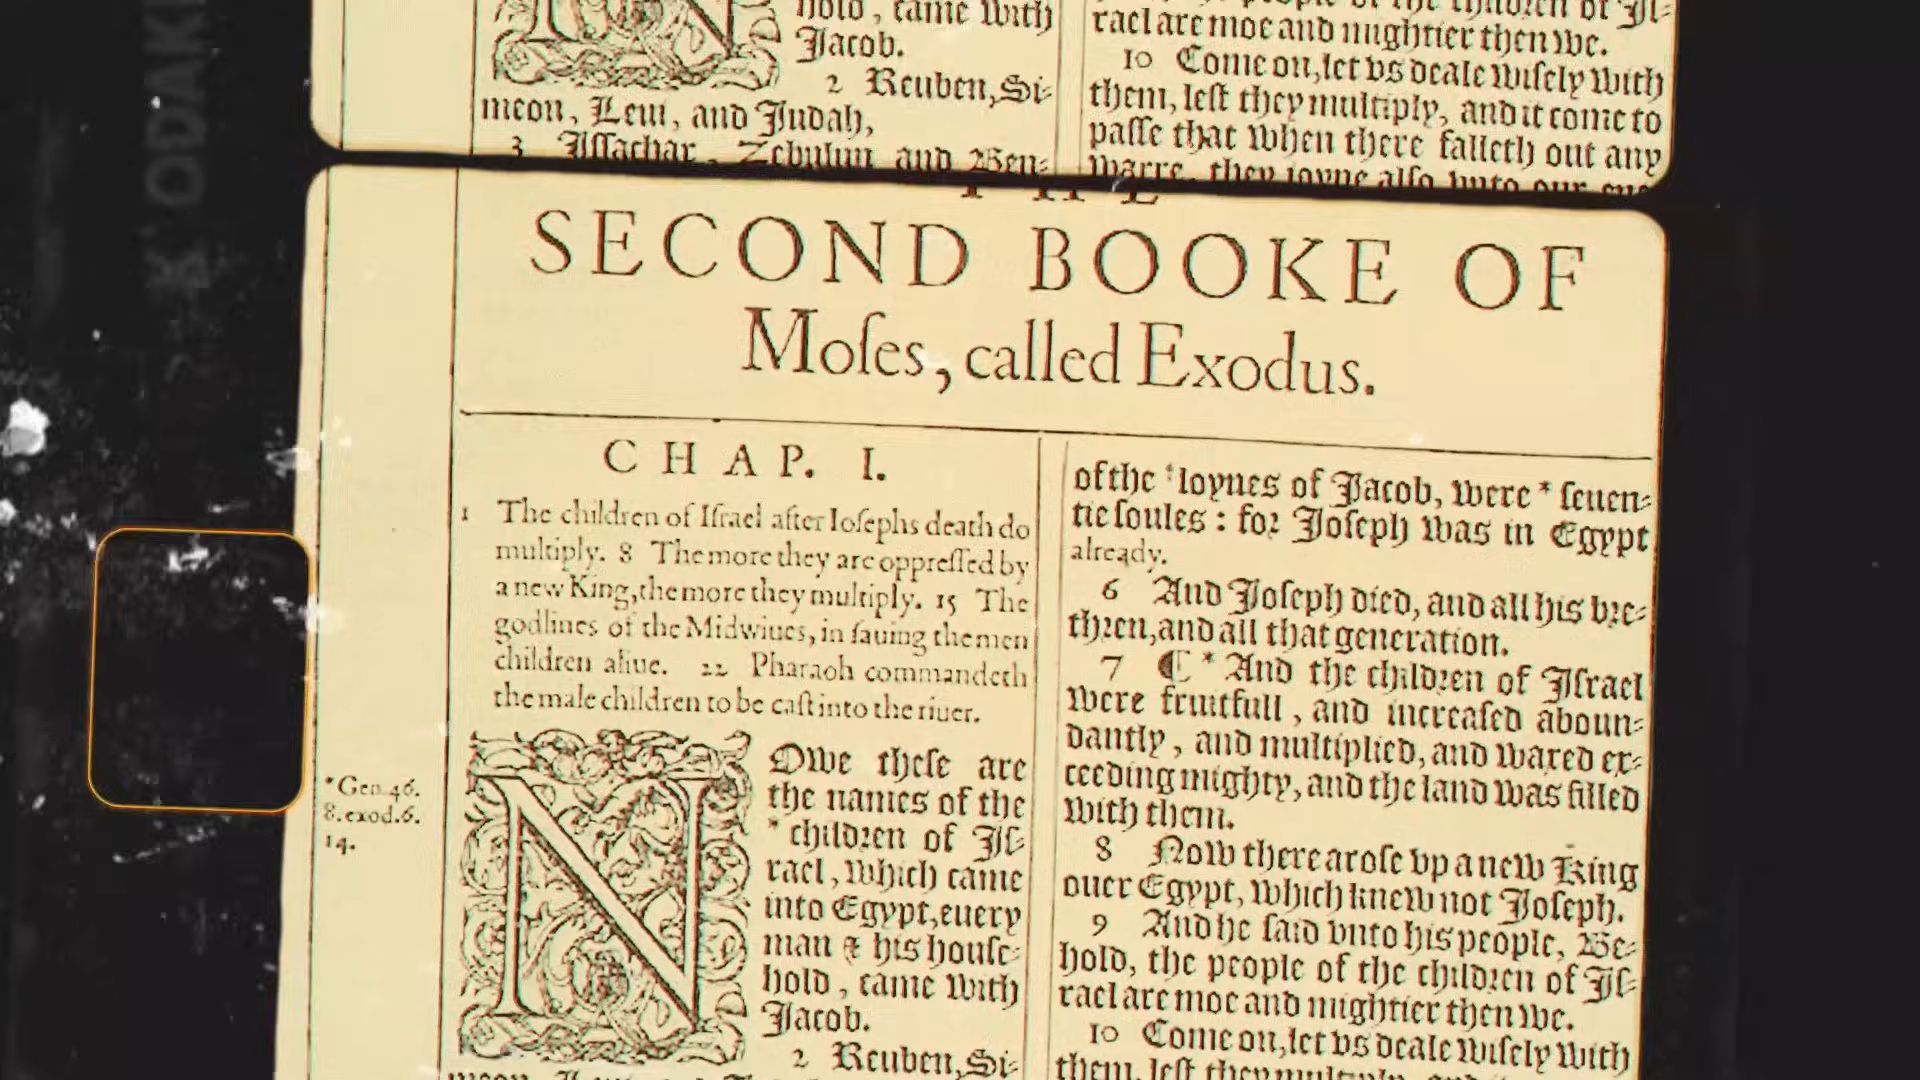 KODAK
hold, came with
Jacob.
2 Reuben, Si-
meon, Leui, and Judah,
3 Iſſachar, Zebulun and Ben-
rael are moe and mightier then we.
10 Come on, let vs deale wiſely with
them, leſt they multiply, and it come to
paſſe that when there falleth out any
warre, they ioyne alſo vnto our ene
THE
SECOND BOOKE OF
Moſes, called Exodus.
CHAP. I.
1 The children of Iſrael after Ioſephs death do
multiply. 8 The more they are oppreſſed by
a new King, the more they multiply. 15 The
godlines of the Midwiues, in ſauing the men
children aliue. 22 Pharaoh commandeth
the male children to be caſt into the riuer.
*Gen.46.
8.exod.6.
14.
NOwe theſe are
the names of the
* children of Iſ-
rael, which came
into Egypt, euery
man & his houſe-
hold, came with
Jacob.
2 Reuben, Si-
of the loynes of Jacob, were * ſeuen-
tie ſoules : for Joſeph was in Egypt
already.
6 And Joſeph died, and all his bre-
thren, and all that generation.
7 ¶ * And the children of Iſrael
were fruitfull, and increaſed aboun-
dantly, and multiplied, and waxed ex-
ceeding mighty, and the land was filled
with them.
8 Now there aroſe vp a new King
ouer Egypt, which knew not Joſeph.
9 And he ſaid vnto his people, Be-
hold, the people of the children of Iſ-
rael are moe and mightier then we.
10 Come on, let vs deale wiſely with
them, leſt they multiply, and